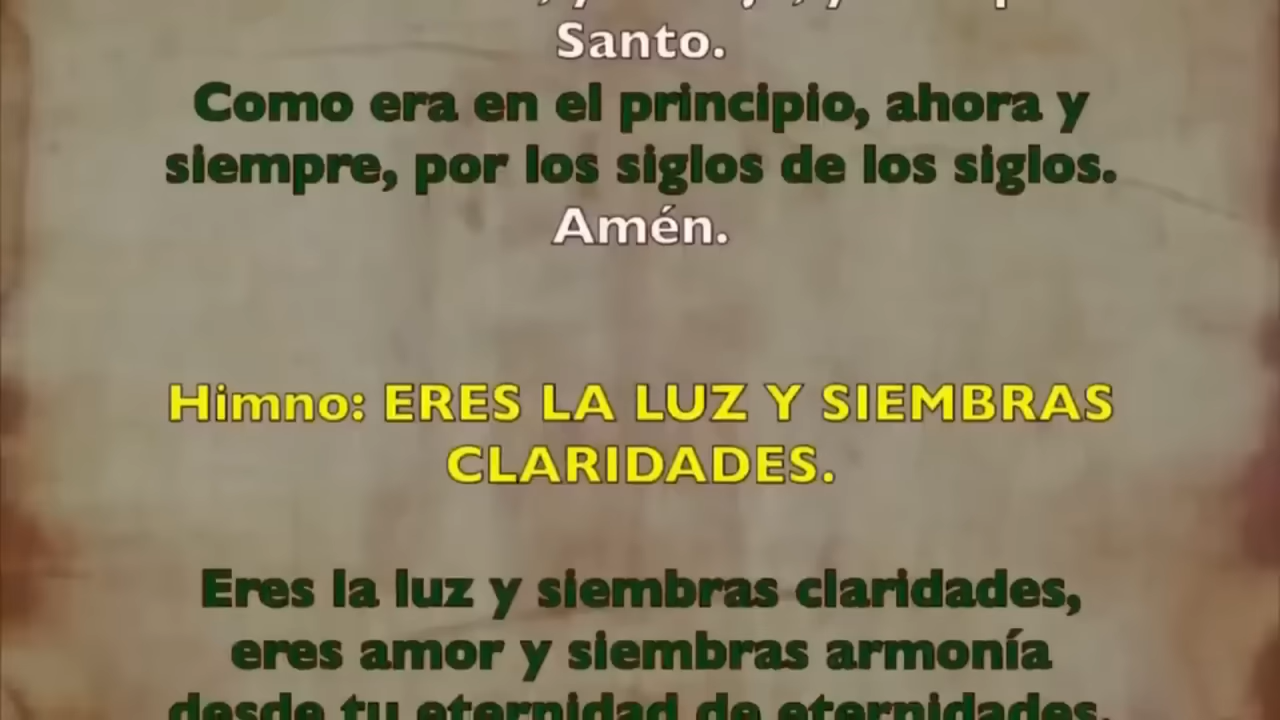 Santo.
Como era en el principio, ahora y
siempre, por los siglos de los siglos.
Amén.
Himno: ERES LA LUZ Y SIEMBRAS
CLARIDADES.
Eres la luz y siembras claridades,
eres amor y siembras armonía
desde tu eternidad de eternidades.